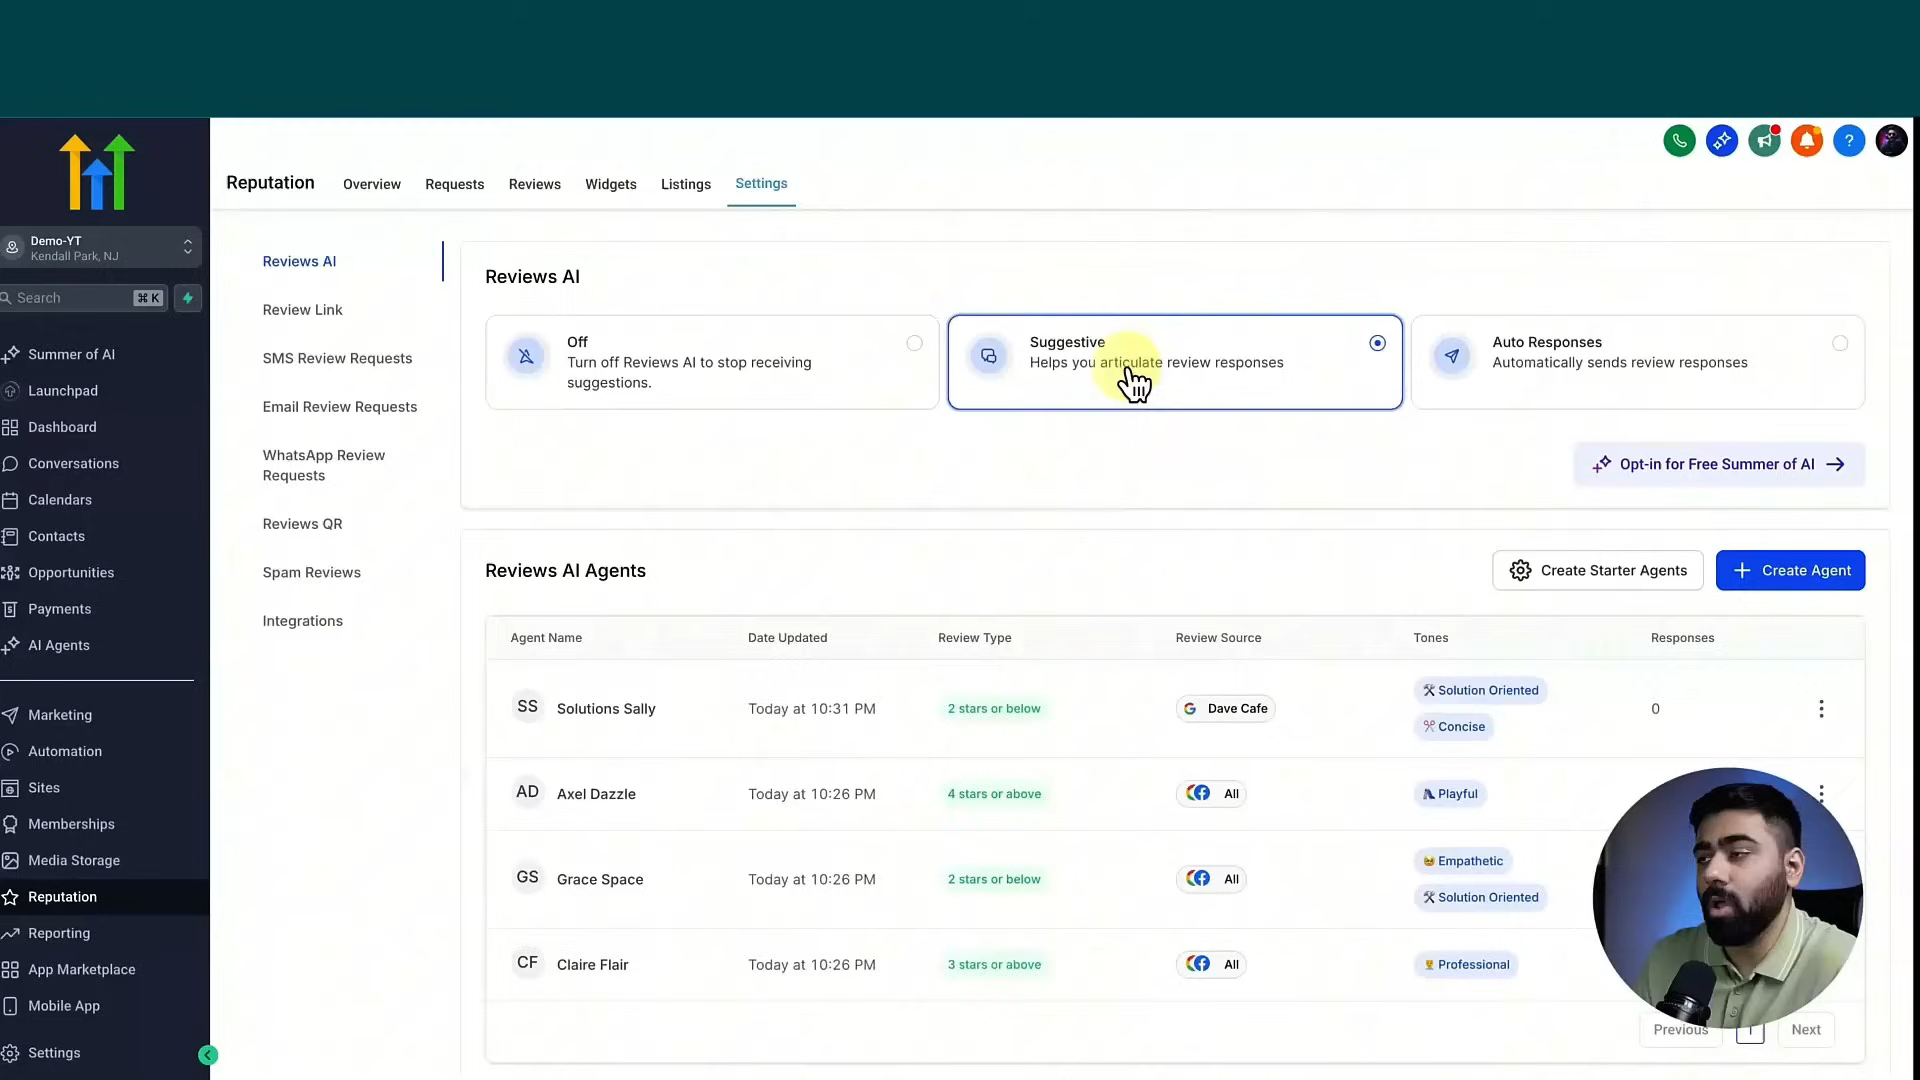 Reputation
Overview
Requests
Reviews
Widgets
Listings
Settings
?
Demo-YT
Kendall Park, NJ
Search
⌘ K
Summer of AI
Launchpad
Dashboard
Conversations
Calendars
Contacts
Opportunities
Payments
AI Agents
Marketing
Automation
Sites
Memberships
Media Storage
Reputation
Reporting
App Marketplace
Mobile App
Settings
Reviews AI
Review Link
SMS Review Requests
Email Review Requests
WhatsApp Review
Requests
Reviews QR
Spam Reviews
Integrations
Reviews AI
Off
Turn off Reviews AI to stop receiving
suggestions.
Suggestive
Helps you articulate review responses
Auto Responses
Automatically sends review responses
Opt-in for Free Summer of AI
Reviews AI Agents
Create Starter Agents
Create Agent
Agent Name
Date Updated
Review Type
Review Source
Tones
Responses
SS
Solutions Sally
Today at 10:31 PM
2 stars or below
Dave Cafe
Solution Oriented
Concise
0
AD
Axel Dazzle
Today at 10:26 PM
4 stars or above
All
Playful
GS
Grace Space
Today at 10:26 PM
2 stars or below
All
Empathetic
Solution Oriented
CF
Claire Flair
Today at 10:26 PM
3 stars or above
All
Professional
Previous
1
Next